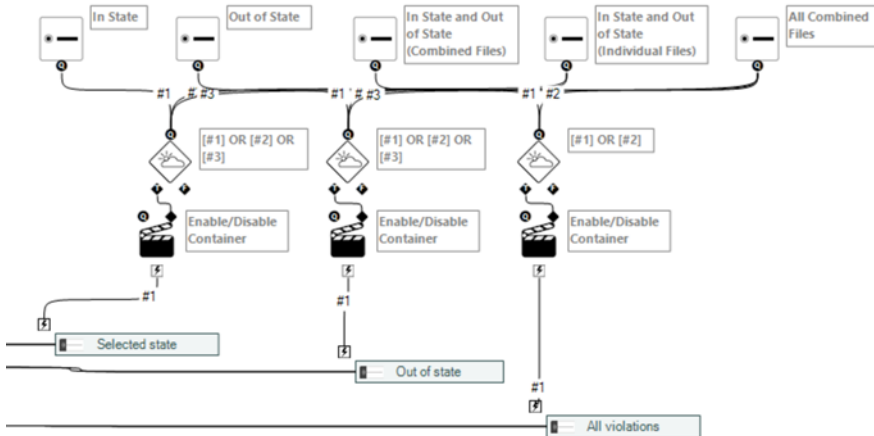 In State
Out of State
In State and Out
of State
(Combined Files)
In State and Out
of State
(Individual Files)
All Combined
Files
Q
Q
Q
Q
Q
#1
#3
#1
#3
#1
#2
Q
[#1] OR [#2] OR
[#3]
Q
[#1] OR [#2] OR
[#3]
Q
[#1] OR [#2]
T
F
T
F
T
F
Q
Enable/Disable
Container
Q
Enable/Disable
Container
Q
Enable/Disable
Container
#1
#1
#1
Selected state
Out of state
All violations